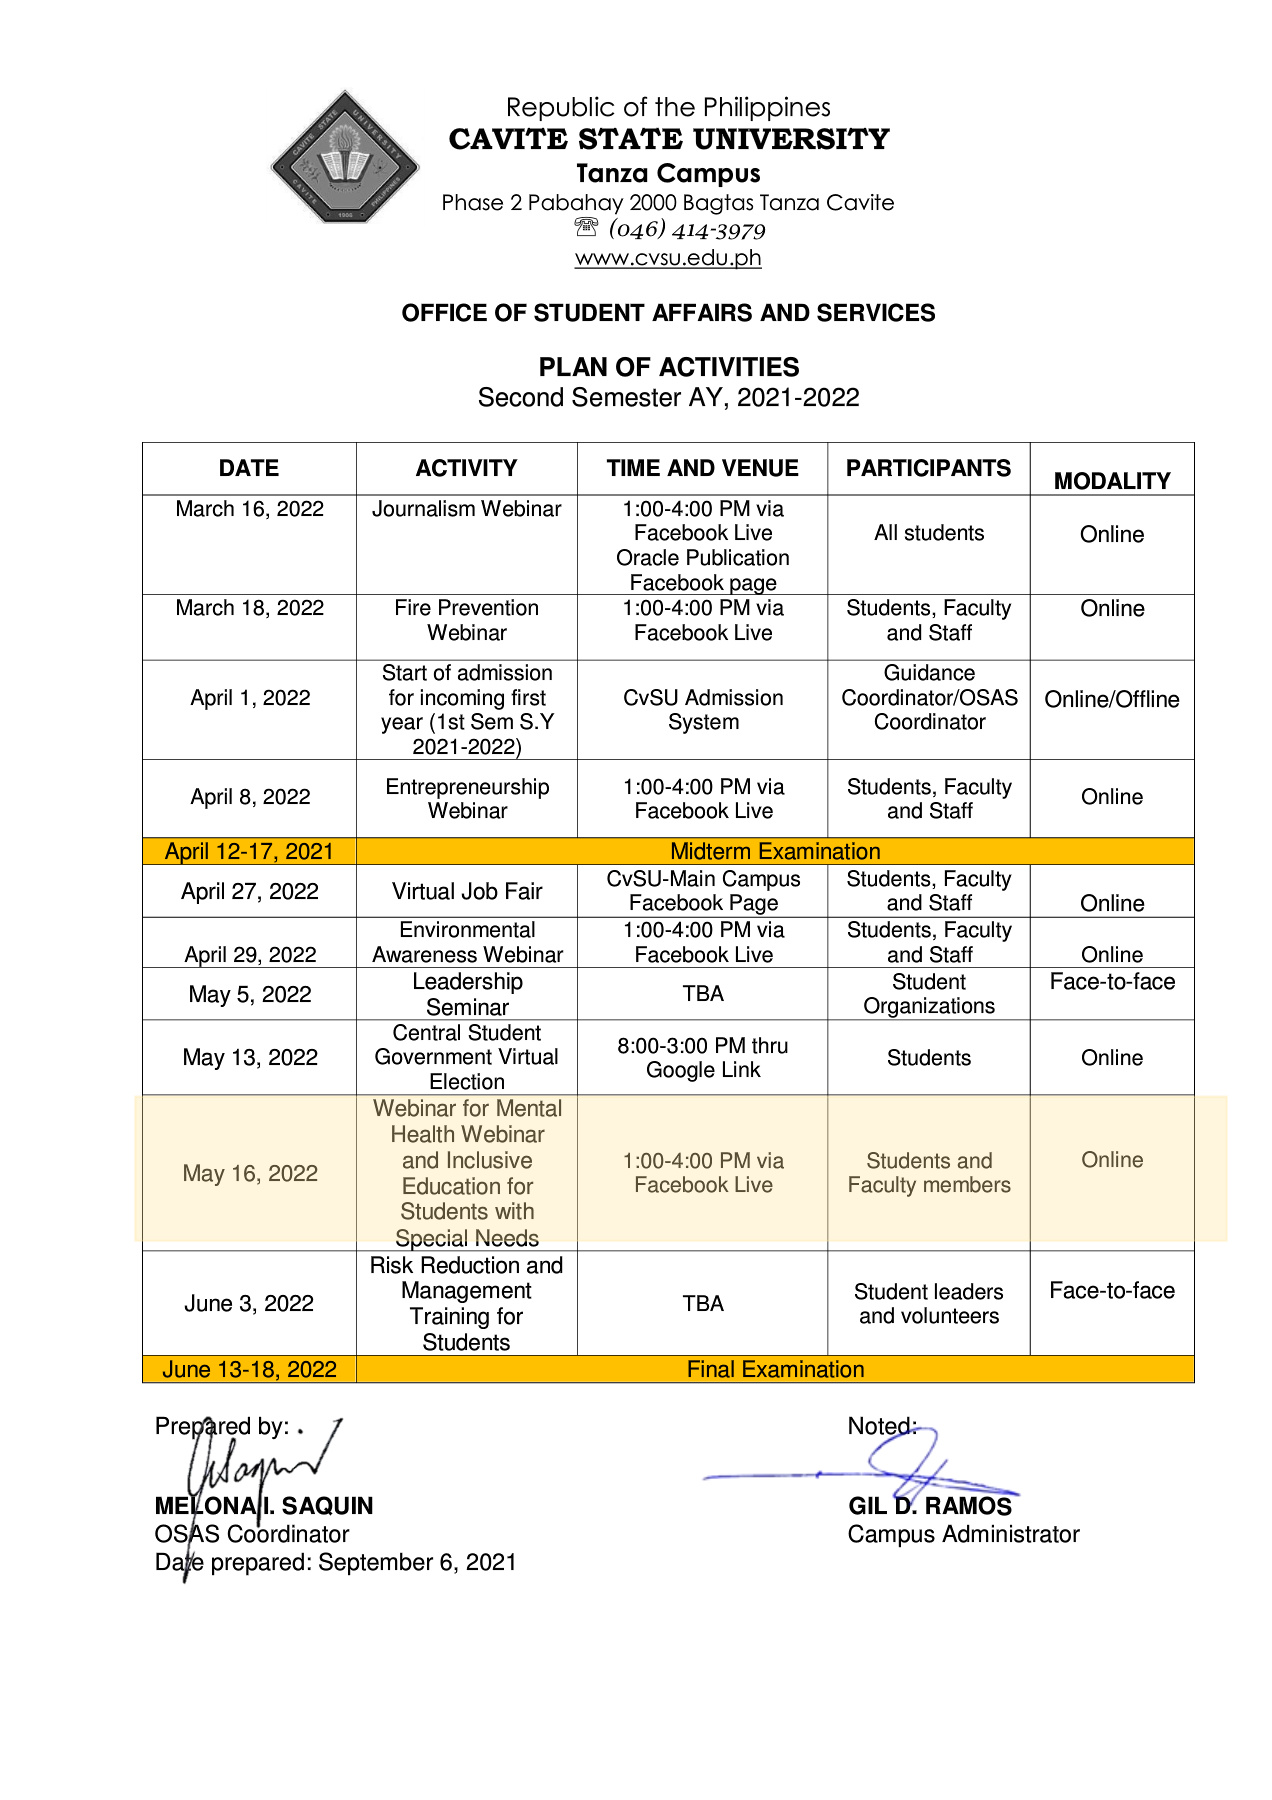 CAVITE STATE UNIVERSITY
CAVITE
PHILIPPINES
1906
Republic of the Philippines
CAVITE STATE UNIVERSITY
Tanza Campus
Phase 2 Pabahay 2000 Bagtas Tanza Cavite
☏ (046) 414-3979
www.cvsu.edu.ph
OFFICE OF STUDENT AFFAIRS AND SERVICES
PLAN OF ACTIVITIES
Second Semester AY, 2021-2022
DATE ACTIVITY TIME AND VENUE PARTICIPANTS MODALITY
March 16, 2022 Journalism Webinar 1:00-4:00 PM via
Facebook Live All students Online
Oracle Publication
Facebook page
March 18, 2022 Fire Prevention 1:00-4:00 PM via Students, Faculty Online
Webinar Facebook Live and Staff
Start of admission Guidance
April 1, 2022 for incoming first CvSU Admission Coordinator/OSAS Online/Offline
year (1st Sem S.Y System Coordinator
2021-2022)
April 8, 2022 Entrepreneurship 1:00-4:00 PM via Students, Faculty Online
Webinar Facebook Live and Staff
April 12-17, 2021 Midterm Examination
April 27, 2022 Virtual Job Fair CvSU-Main Campus Students, Faculty
Facebook Page and Staff Online
Environmental 1:00-4:00 PM via Students, Faculty
April 29, 2022 Awareness Webinar Facebook Live and Staff Online
May 5, 2022 Leadership TBA Student Face-to-face
Seminar Organizations
Central Student 8:00-3:00 PM thru
May 13, 2022 Government Virtual Google Link Students Online
Election
Webinar for Mental
Health Webinar
May 16, 2022 and Inclusive 1:00-4:00 PM via Students and Online
Education for Facebook Live Faculty members
Students with
Special Needs
Risk Reduction and
June 3, 2022 Management TBA Student leaders Face-to-face
Training for and volunteers
Students
June 13-18, 2022 Final Examination
Prepared by: Noted:
MELONA I. SAQUIN GIL D. RAMOS
OSAS Coordinator Campus Administrator
Date prepared: September 6, 2021